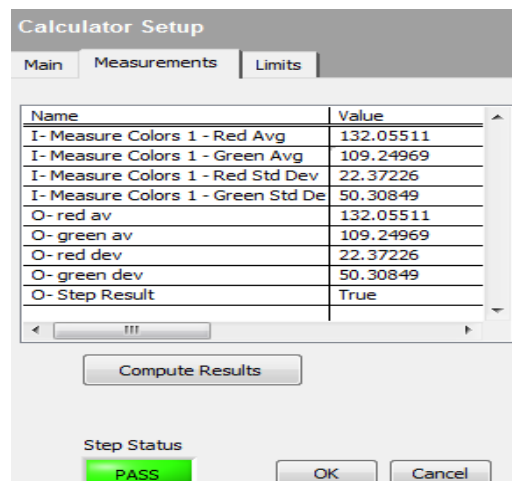 Calculator Setup
Main Measurements Limits
Name Value
I- Measure Colors 1 - Red Avg 132.05511
I- Measure Colors 1 - Green Avg 109.24969
I- Measure Colors 1 - Red Std Dev 22.37226
I- Measure Colors 1 - Green Std De 50.30849
O- red av 132.05511
O- green av 109.24969
O- red dev 22.37226
O- green dev 50.30849
O- Step Result True
Compute Results
Step Status
PASS OK Cancel